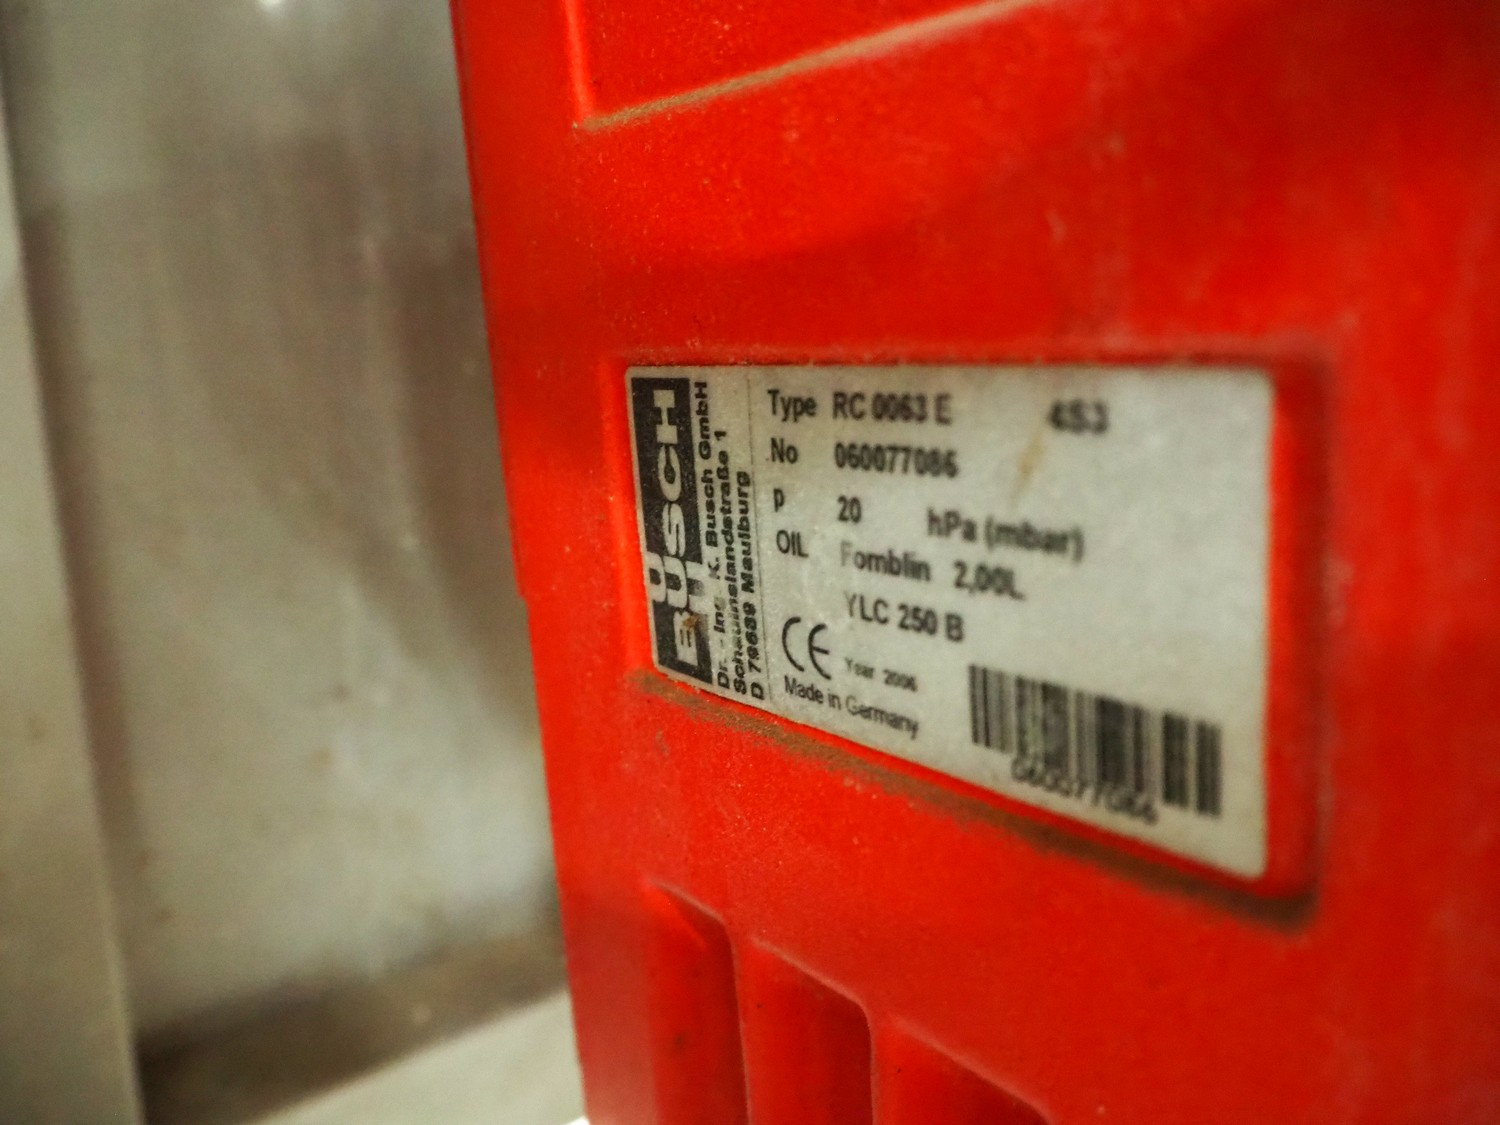 BUSCH
Dr. - Ing. K. Busch GmbH
Schauinslandstraße 1
D 79689 Maulburg
Type RC 0063 E 4S3
No 060077086
p 20 hPa (mbar)
OIL Fomblin 2,00L
YLC 250 B
CE Year 2006
Made in Germany
060077086